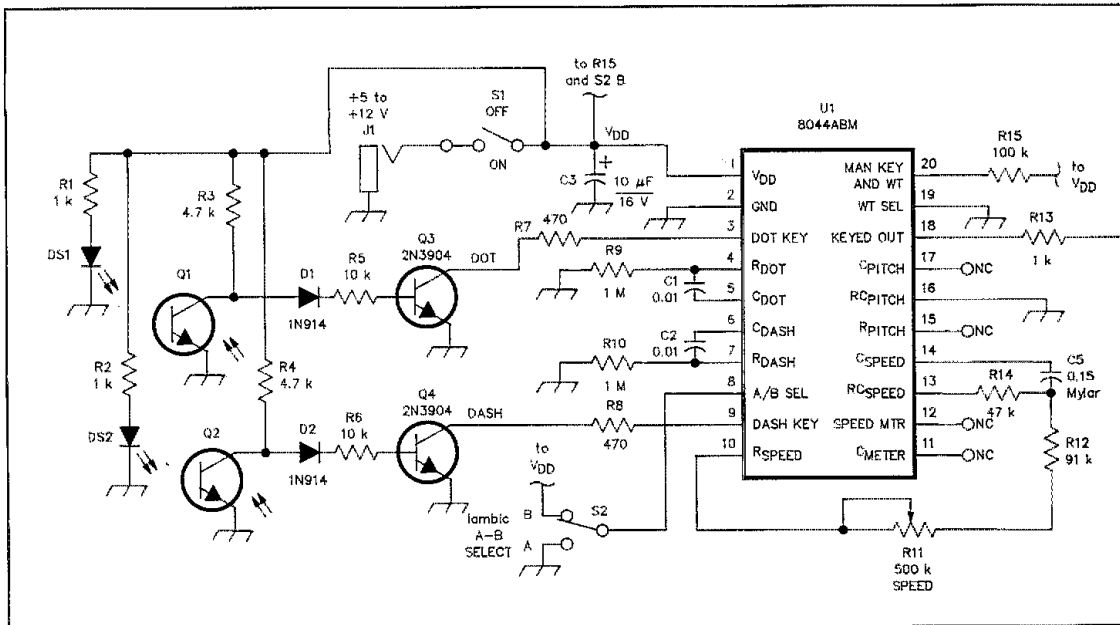 to R15
and S2 B
+5 to
+12 V
J1
S1
OFF
ON
VDD
C3
+
10 µF
16 V
U1
8044ABM
R15
100 k
to
VDD
R1
1 k
DS1
R3
4.7 k
Q1
D1
1N914
R5
10 k
Q3
2N3904
DOT
R7
470
R9
1 M
C1
0.01
C2
0.01
R10
1 M
R2
1 k
DS2
R4
4.7 k
Q2
D2
1N914
R6
10 k
Q4
2N3904
DASH
R8
470
to
VDD
Iambic
A-B
SELECT
B
A
S2
1 VDD
2 GND
3 DOT KEY
4 RDOT
5 CDOT
6 CDASH
7 RDASH
8 A/B SEL
9 DASH KEY
10 RSPEED
MAN KEY 20
AND WT
WT SEL 19
KEYED OUT 18
CPITCH 17 NC
RCPITCH 16
RPITCH 15 NC
CSPEED 14
RCSPEED 13
SPEED MTR 12 NC
CMETER 11 NC
R13
1 k
C5
0.15
Mylar
R14
47 k
R12
91 k
R11
500 k
SPEED